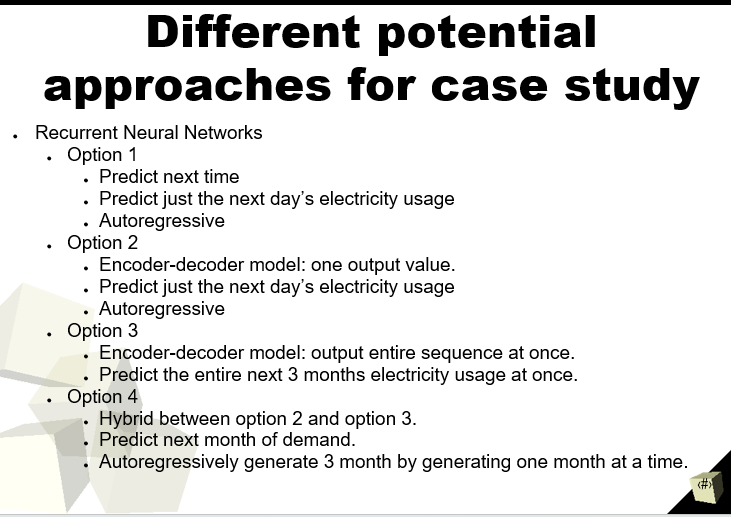 Different potential
approaches for case study
• Recurrent Neural Networks
• Option 1
• Predict next time
• Predict just the next day’s electricity usage
• Autoregressive
• Option 2
• Encoder-decoder model: one output value.
• Predict just the next day’s electricity usage
• Autoregressive
• Option 3
• Encoder-decoder model: output entire sequence at once.
• Predict the entire next 3 months electricity usage at once.
• Option 4
• Hybrid between option 2 and option 3.
• Predict next month of demand.
• Autoregressively generate 3 month by generating one month at a time.
‹#›